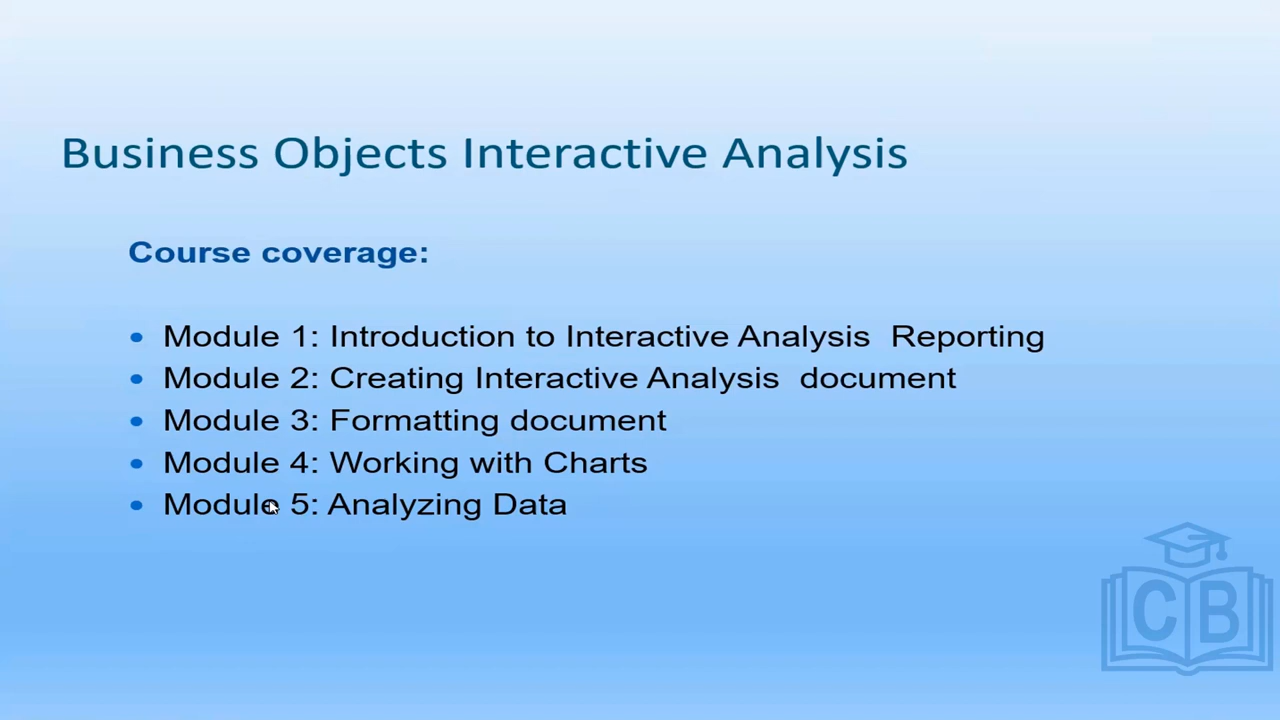 Business Objects Interactive Analysis
Course coverage:
• Module 1: Introduction to Interactive Analysis  Reporting
• Module 2: Creating Interactive Analysis  document
• Module 3: Formatting document
• Module 4: Working with Charts
• Module 5: Analyzing Data
CB